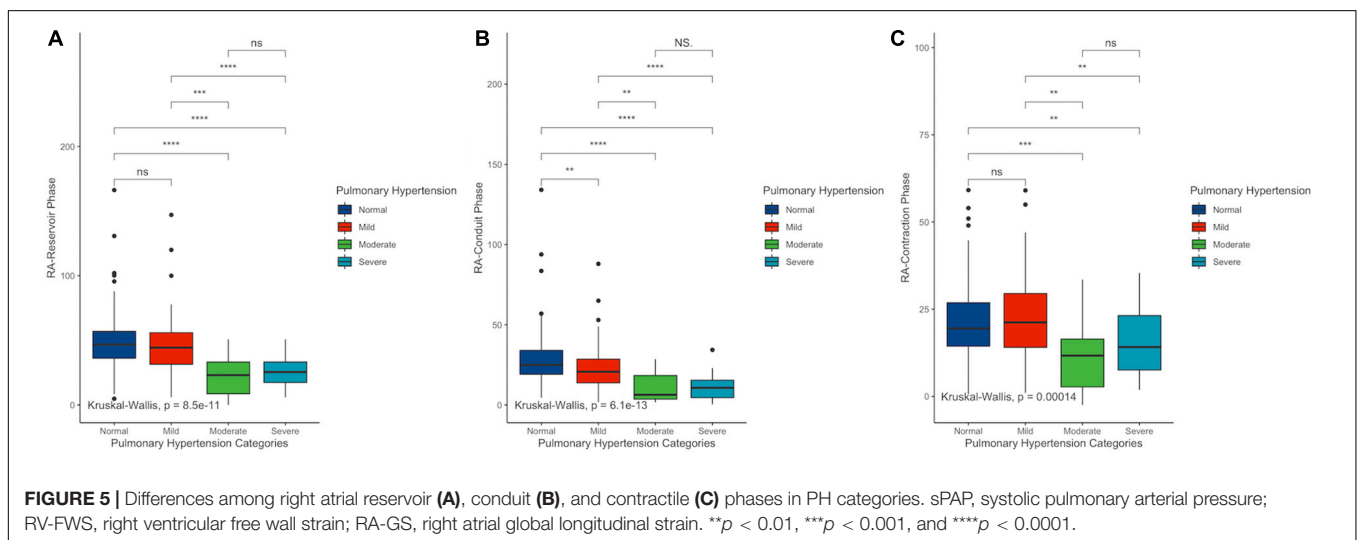 A
ns
****
***
****
****
ns
200
100
0
RA-Reservoir Phase
Kruskal-Wallis, p = 8.5e-11
Normal Mild Moderate Severe
Pulmonary Hypertension Categories
Pulmonary Hypertension
Normal
Mild
Moderate
Severe
B
NS.
****
**
****
****
**
200
150
100
50
0
RA-Conduit Phase
Kruskal-Wallis, p = 6.1e-13
Normal Mild Moderate Severe
Pulmonary Hypertension Categories
Pulmonary Hypertension
Normal
Mild
Moderate
Severe
C
ns
**
**
**
***
ns
100
75
50
25
0
RA-Contraction Phase
Kruskal-Wallis, p = 0.00014
Normal Mild Moderate Severe
Pulmonary Hypertension Categories
Pulmonary Hypertension
Normal
Mild
Moderate
Severe
FIGURE 5 | Differences among right atrial reservoir (A), conduit (B), and contractile (C) phases in PH categories. sPAP, systolic pulmonary arterial pressure;
RV-FWS, right ventricular free wall strain; RA-GS, right atrial global longitudinal strain. **p < 0.01, ***p < 0.001, and ****p < 0.0001.